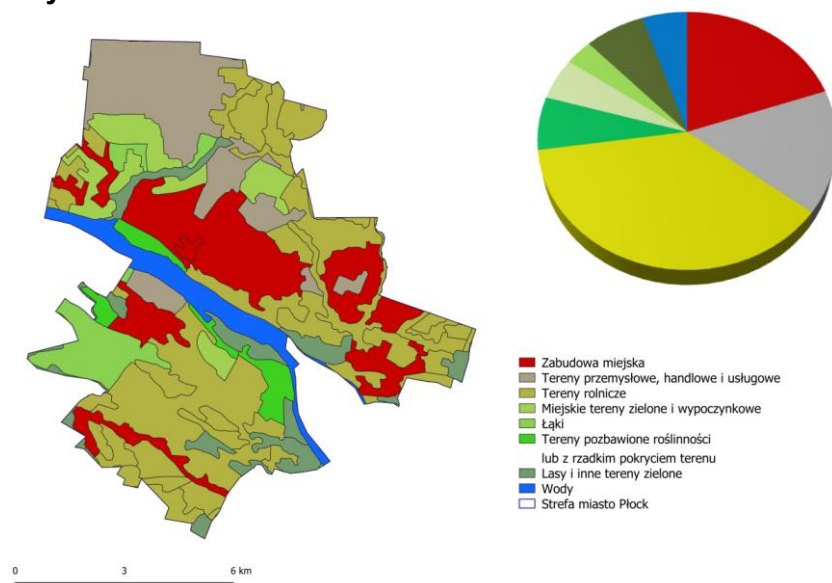 Zabudowa miejska
Tereny przemysłowe, handlowe i usługowe
Tereny rolnicze
Miejskie tereny zielone i wypoczynkowe
Łąki
Tereny pozbawione roślinności
lub z rzadkim pokryciem terenu
Lasy i inne tereny zielone
Wody
Strefa miasto Płock
0 3 6 km